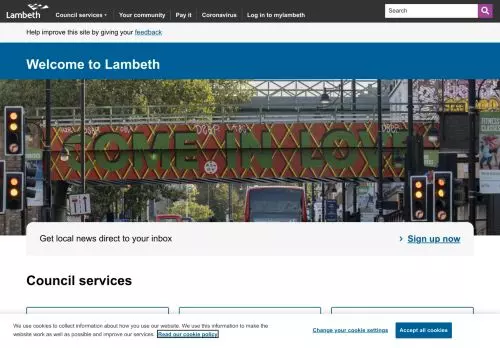 Lambeth
Council services
Your community
Pay it
Coronavirus
Log in to mylambeth
Search
Help improve this site by giving your feedback
Welcome to Lambeth
COME IN LOVE
Get local news direct to your inbox
Sign up now
Council services
We use cookies to collect information about how you use our website. We use this information to make the
website work as well as possible and improve our services. Read our cookie policy
Change your cookie settings
Accept all cookies